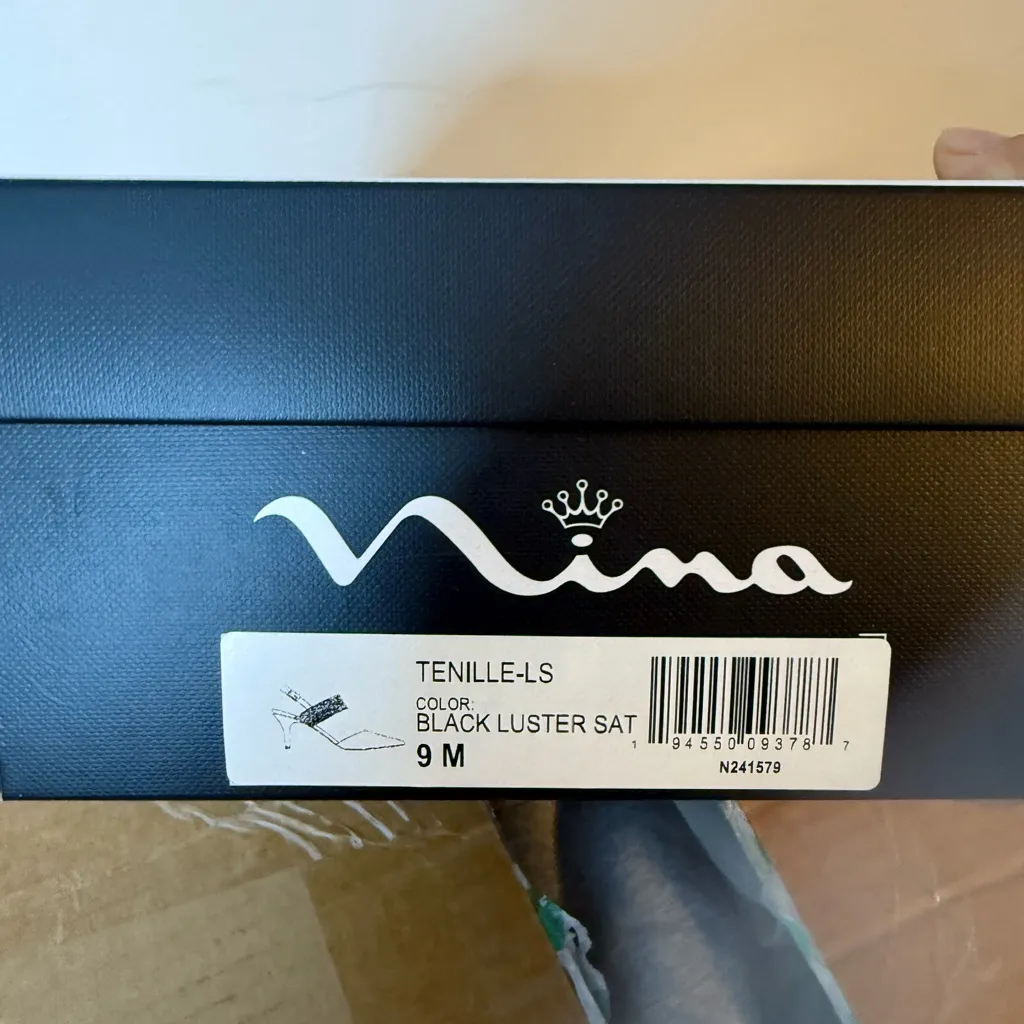 nina
TENILLE-LS
COLOR:
BLACK LUSTER SAT
9 M
1 94550 09378 7
N241579